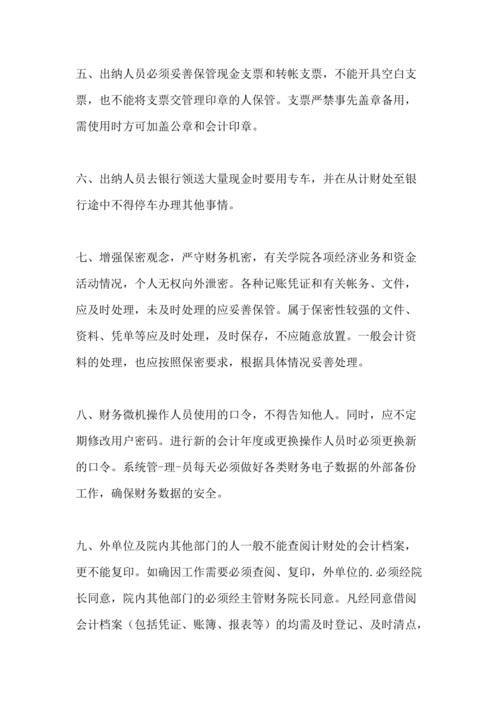 五、出纳人员必须妥善保管现金支票和转帐支票，不能开具空白支
票，也不能将支票交管理印章的人保管。支票严禁事先盖章备用，
需使用时方可加盖公章和会计印章。
六、出纳人员去银行领送大量现金时要用专车，并在从计财处至银
行途中不得停车办理其他事情。
七、增强保密观念，严守财务机密，有关学院各项经济业务和资金
活动情况，个人无权向外泄密。各种记账凭证和有关帐务、文件，
应及时处理，未及时处理的应妥善保管。属于保密性较强的文件、
资料、凭单等应及时处理，及时保存，不应随意放置。一般会计资
料的处理，也应按照保密要求，根据具体情况妥善处理。
八、财务微机操作人员使用的口令，不得告知他人。同时，应不定
期修改用户密码。进行新的会计年度或更换操作人员时必须更换新
的口令。系统管-理-员每天必须做好各类财务电子数据的外部备份
工作，确保财务数据的安全。
九、外单位及院内其他部门的人一般不能查阅计财处的会计档案，
更不能复印。如确因工作需要必须查阅、复印，外单位的.必须经院
长同意，院内其他部门的必须经主管财务院长同意。凡经同意借阅
会计档案（包括凭证、账簿、报表等）的均需及时登记、及时清点，